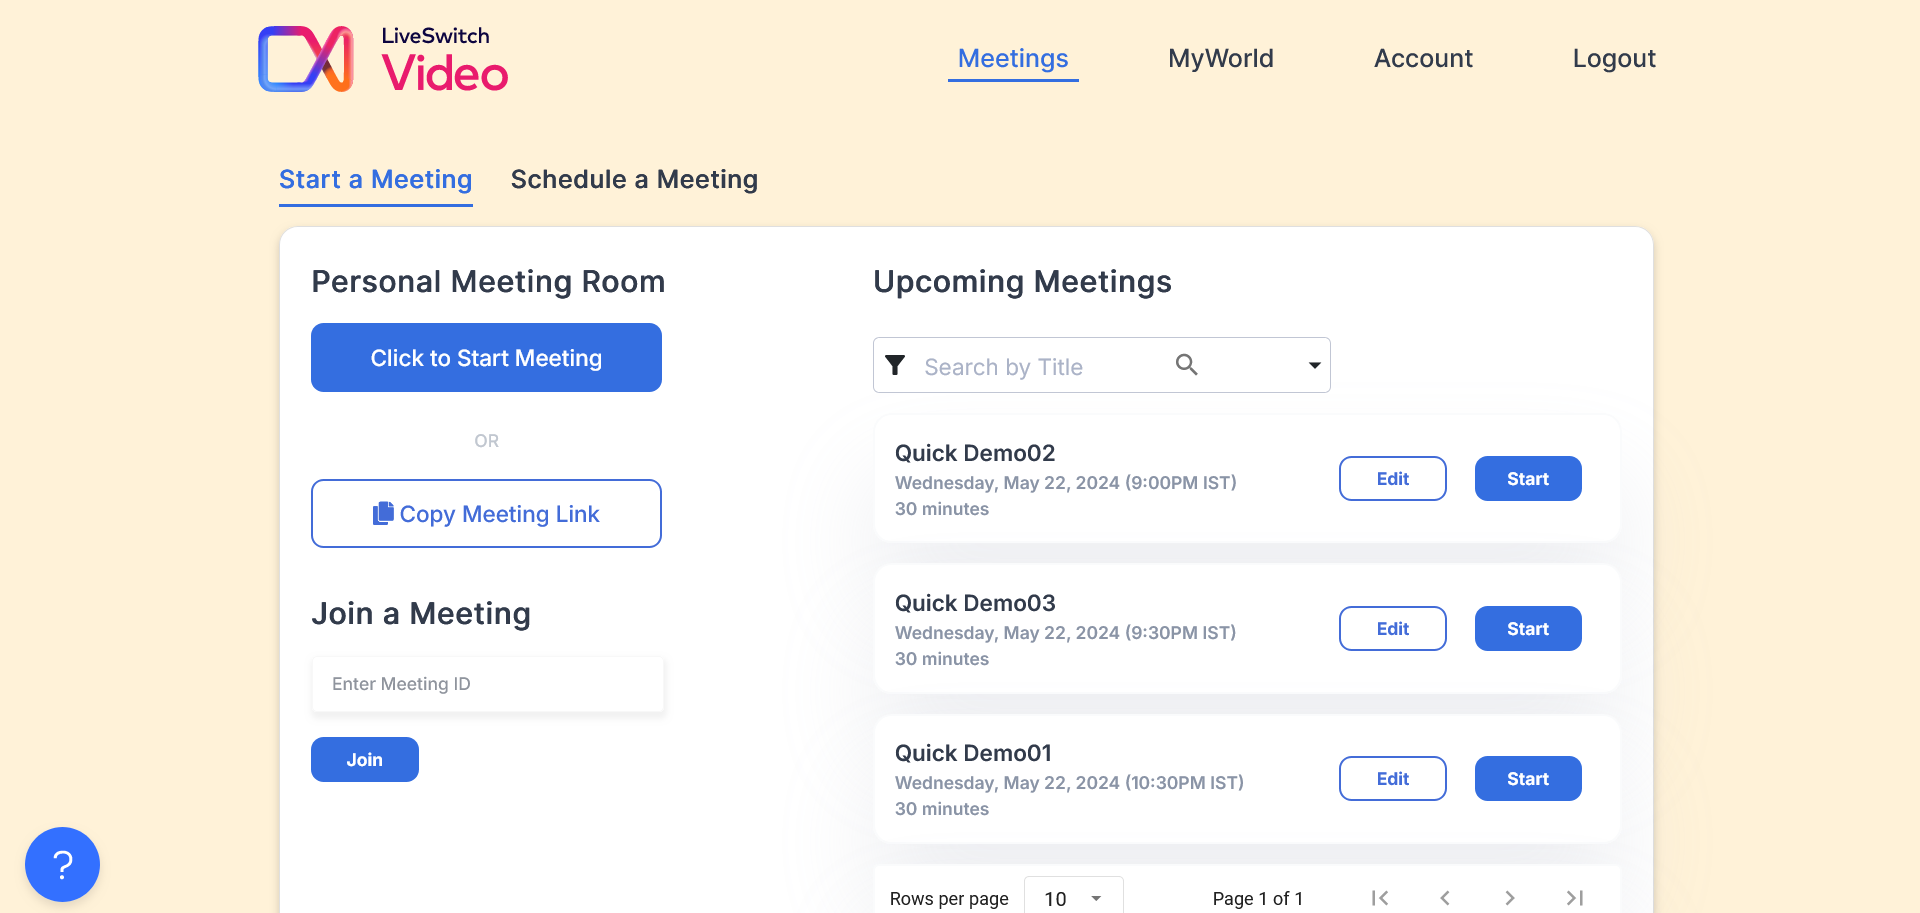 LiveSwitch
Video
Meetings
MyWorld
Account
Logout
Start a Meeting
Schedule a Meeting
Personal Meeting Room
Click to Start Meeting
OR
Copy Meeting Link
Join a Meeting
Enter Meeting ID
Join
?
Upcoming Meetings
Search by Title
Quick Demo02
Wednesday, May 22, 2024 (9:00PM IST)
30 minutes
Edit
Start
Quick Demo03
Wednesday, May 22, 2024 (9:30PM IST)
30 minutes
Edit
Start
Quick Demo01
Wednesday, May 22, 2024 (10:30PM IST)
30 minutes
Edit
Start
Rows per page
10
Page 1 of 1